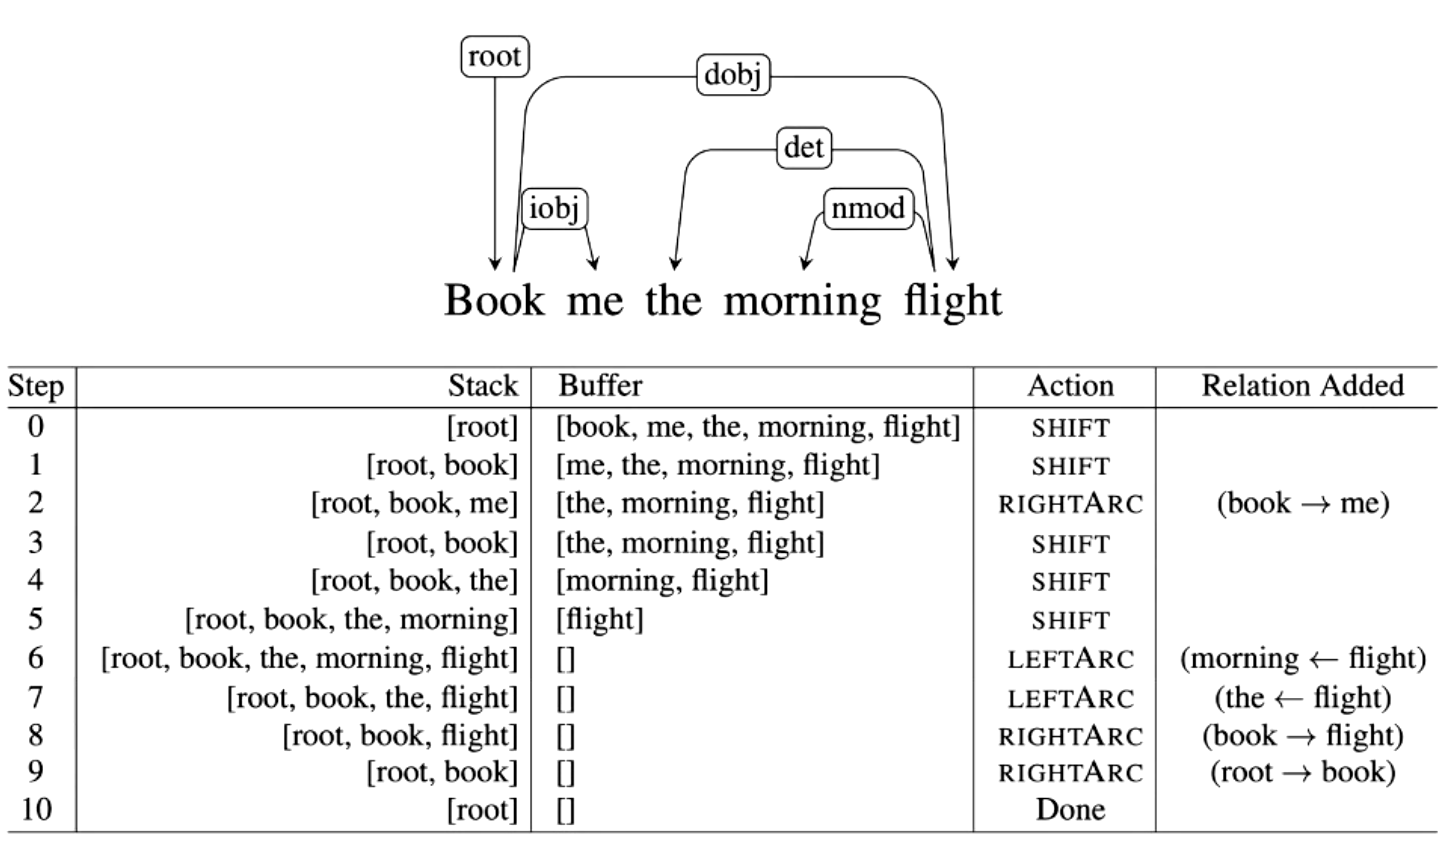 root
dobj
det
iobj
nmod
Book me the morning flight
Step Stack Buffer Action Relation Added
0 [root] [book, me, the, morning, flight] SHIFT
1 [root, book] [me, the, morning, flight] SHIFT
2 [root, book, me] [the, morning, flight] RIGHTARC (book → me)
3 [root, book] [the, morning, flight] SHIFT
4 [root, book, the] [morning, flight] SHIFT
5 [root, book, the, morning] [flight] SHIFT
6 [root, book, the, morning, flight] [] LEFTARC (morning ← flight)
7 [root, book, the, flight] [] LEFTARC (the ← flight)
8 [root, book, flight] [] RIGHTARC (book → flight)
9 [root, book] [] RIGHTARC (root → book)
10 [root] [] Done